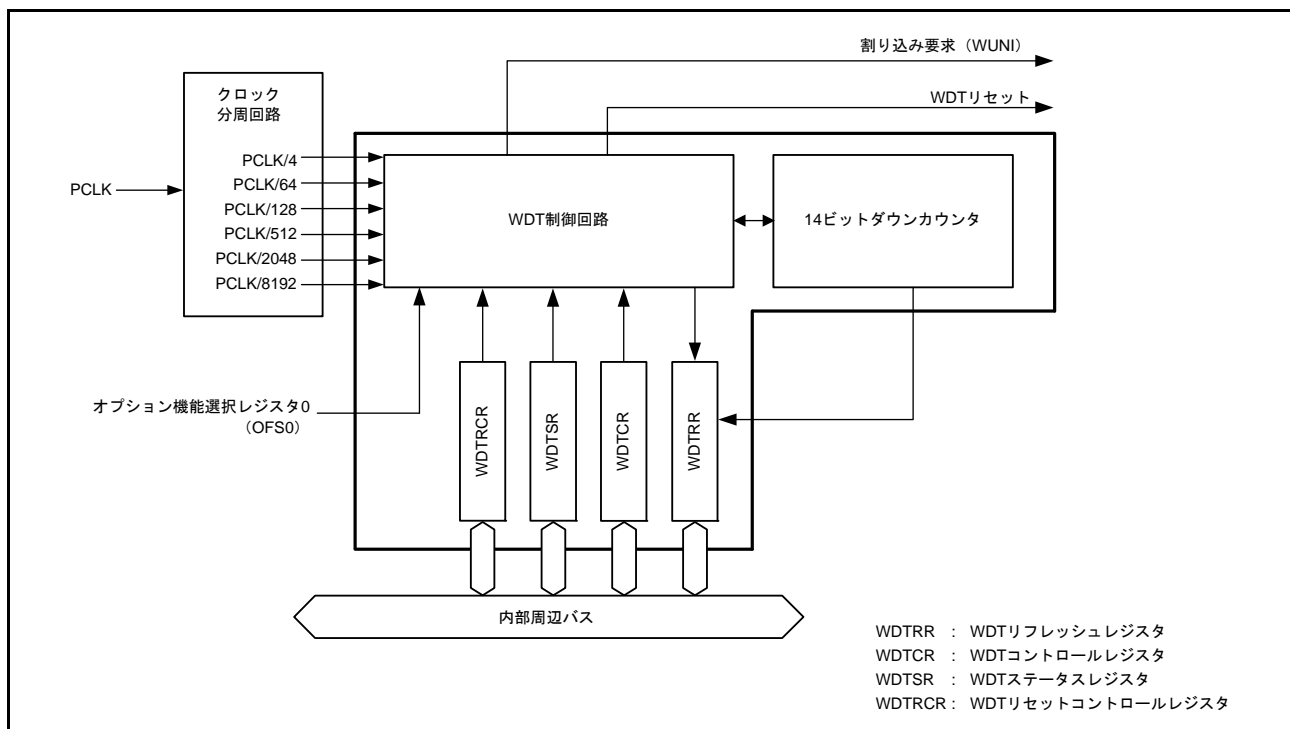 割り込み要求（WUNI）
WDTリセット
クロック
分周回路
PCLK
PCLK/4
PCLK/64
PCLK/128
PCLK/512
PCLK/2048
PCLK/8192
WDT制御回路
14ビットダウンカウンタ
オプション機能選択レジスタ0
（OFS0）
WDTRCR
WDTSR
WDTCR
WDTRR
内部周辺バス
WDTRR : WDTリフレッシュレジスタ
WDTCR : WDTコントロールレジスタ
WDTSR : WDTステータスレジスタ
WDTRCR : WDTリセットコントロールレジスタ